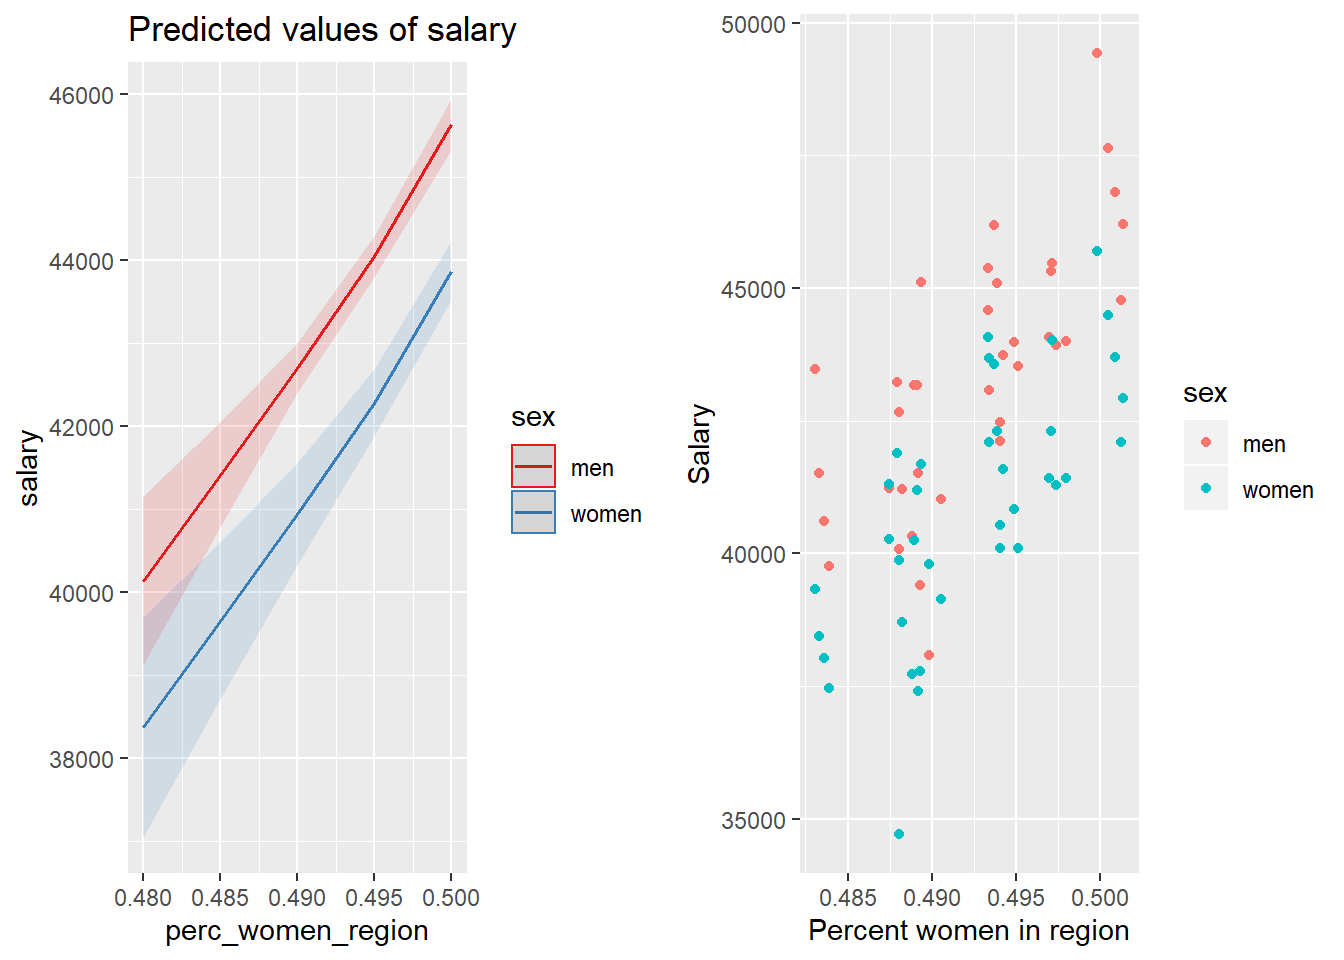 Predicted values of salary
46000
44000
42000
40000
38000
salary
0.480 0.485 0.490 0.495 0.500
perc_women_region
sex
men
women
50000
45000
40000
35000
Salary
0.485 0.490 0.495 0.500
Percent women in region
sex
men
women